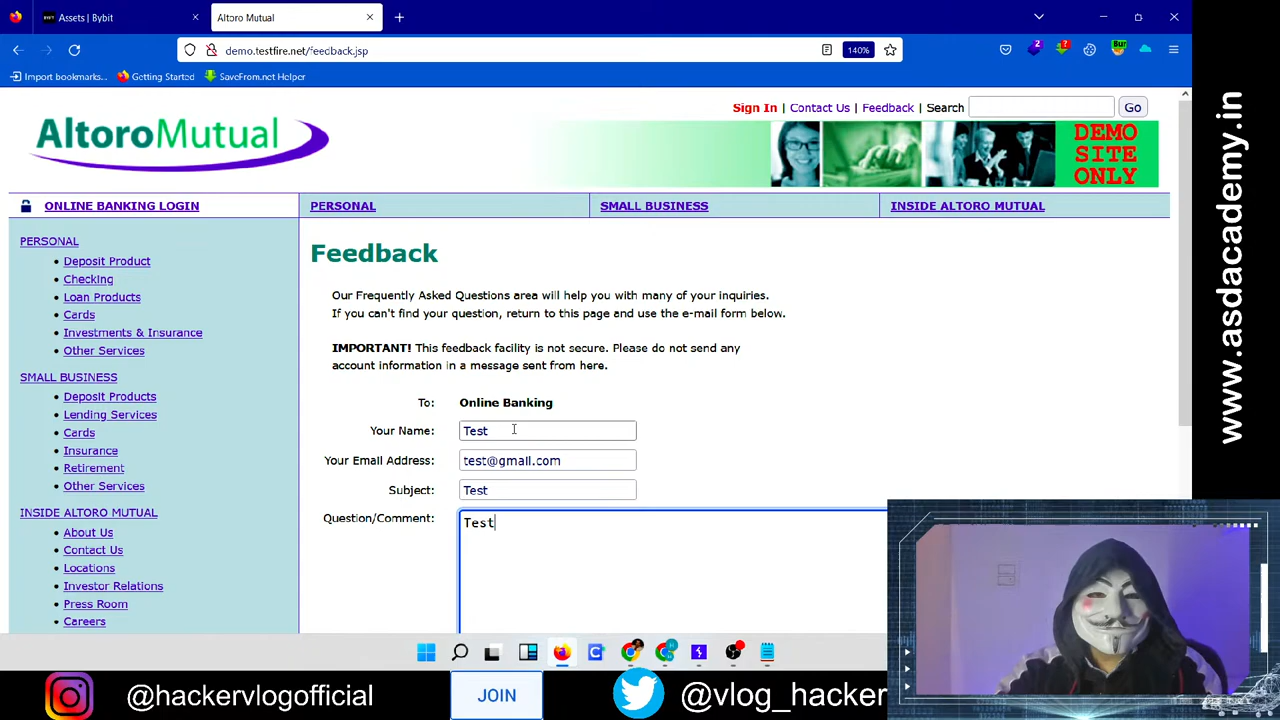 Assets | Bybit
Altoro Mutual
demo.testfire.net/feedback.jsp
140%
Import bookmarks...
Getting Started
SaveFrom.net Helper
Sign In | Contact Us | Feedback | Search
Go
AltoroMutual
DEMO
SITE
ONLY
ONLINE BANKING LOGIN
PERSONAL
SMALL BUSINESS
INSIDE ALTORO MUTUAL
PERSONAL
Deposit Product
Checking
Loan Products
Cards
Investments & Insurance
Other Services
SMALL BUSINESS
Deposit Products
Lending Services
Cards
Insurance
Retirement
Other Services
INSIDE ALTORO MUTUAL
About Us
Contact Us
Locations
Investor Relations
Press Room
Careers
Feedback
Our Frequently Asked Questions area will help you with many of your inquiries.
If you can't find your question, return to this page and use the e-mail form below.
IMPORTANT! This feedback facility is not secure. Please do not send any
account information in a message sent from here.
To: Online Banking
Your Name: Test
Your Email Address: test@gmail.com
Subject: Test
Question/Comment: Test
www.asdacademy.in
@hackervlogofficial
JOIN
@vlog_hacker